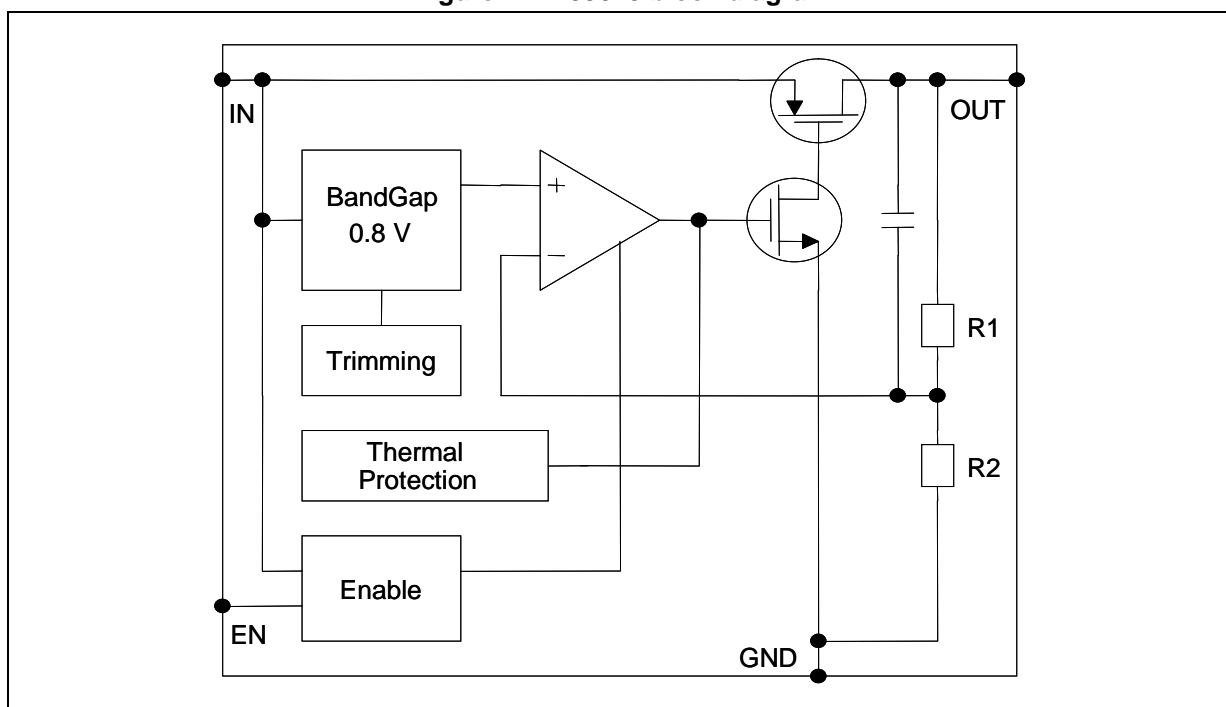 IN
OUT
BandGap
0.8 V
+
−
R1
Trimming
Thermal
Protection
R2
Enable
EN
GND